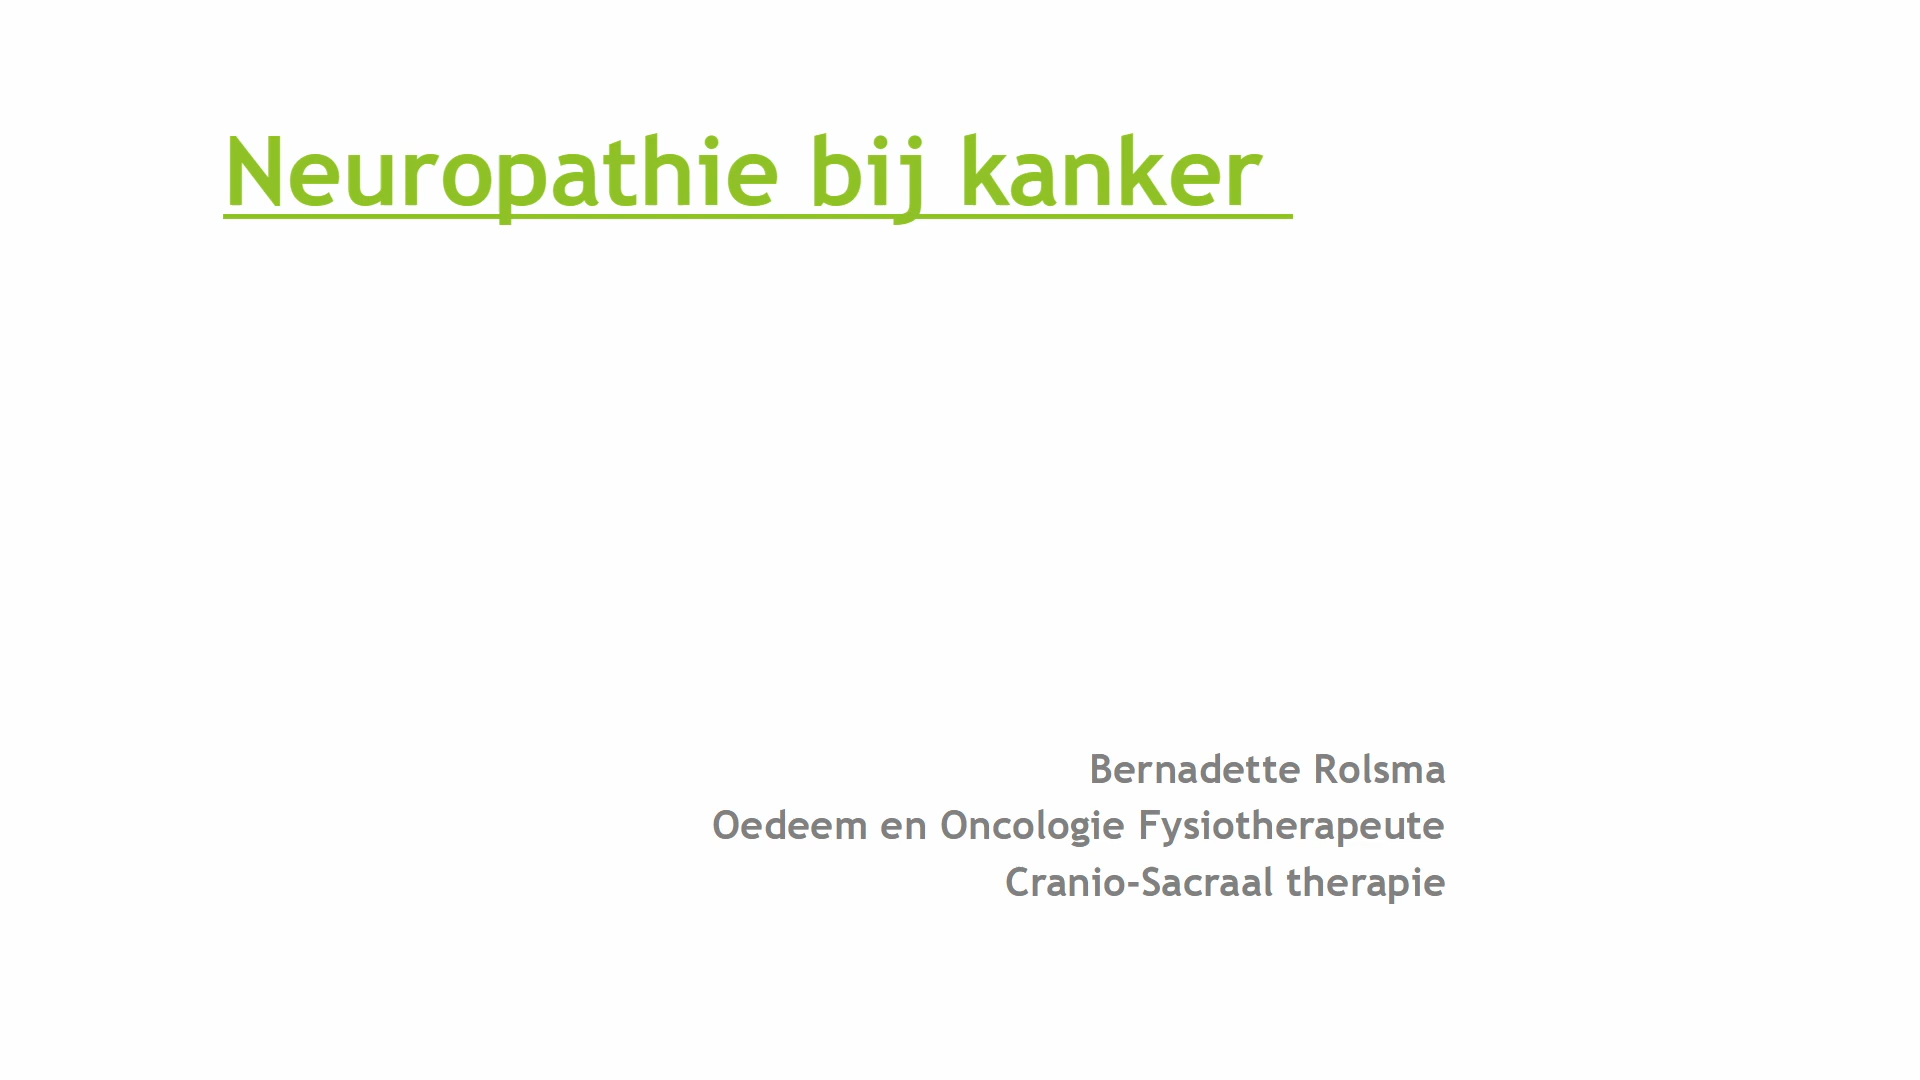 Neuropathie bij kanker
Bernadette Rolsma
Oedeem en Oncologie Fysiotherapeute
Cranio-Sacraal therapie